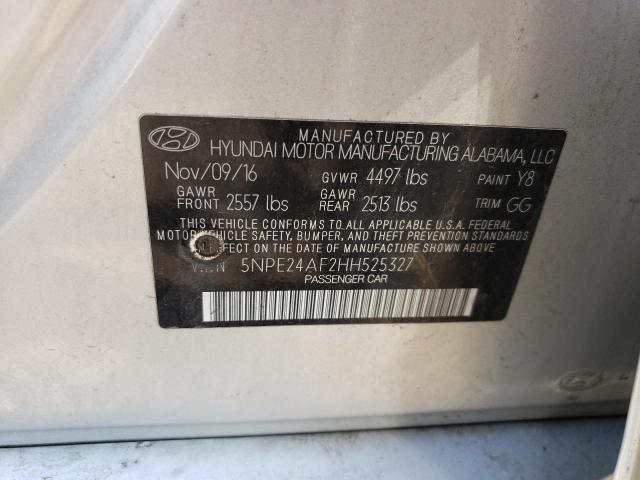 MANUFACTURED BY
HYUNDAI MOTOR MANUFACTURING ALABAMA, LLC
Nov/09/16 GVWR 4497 lbs PAINT Y8
GAWR FRONT 2557 lbs GAWR REAR 2513 lbs TRIM GG
THIS VEHICLE CONFORMS TO ALL APPLICABLE U.S.A. FEDERAL
MOTOR VEHICLE SAFETY, BUMPER, AND THEFT PREVENTION STANDARDS
IN EFFECT ON THE DATE OF MANUFACTURE SHOWN ABOVE.
V.I.N 5NPE24AF2HH525327
PASSENGER CAR